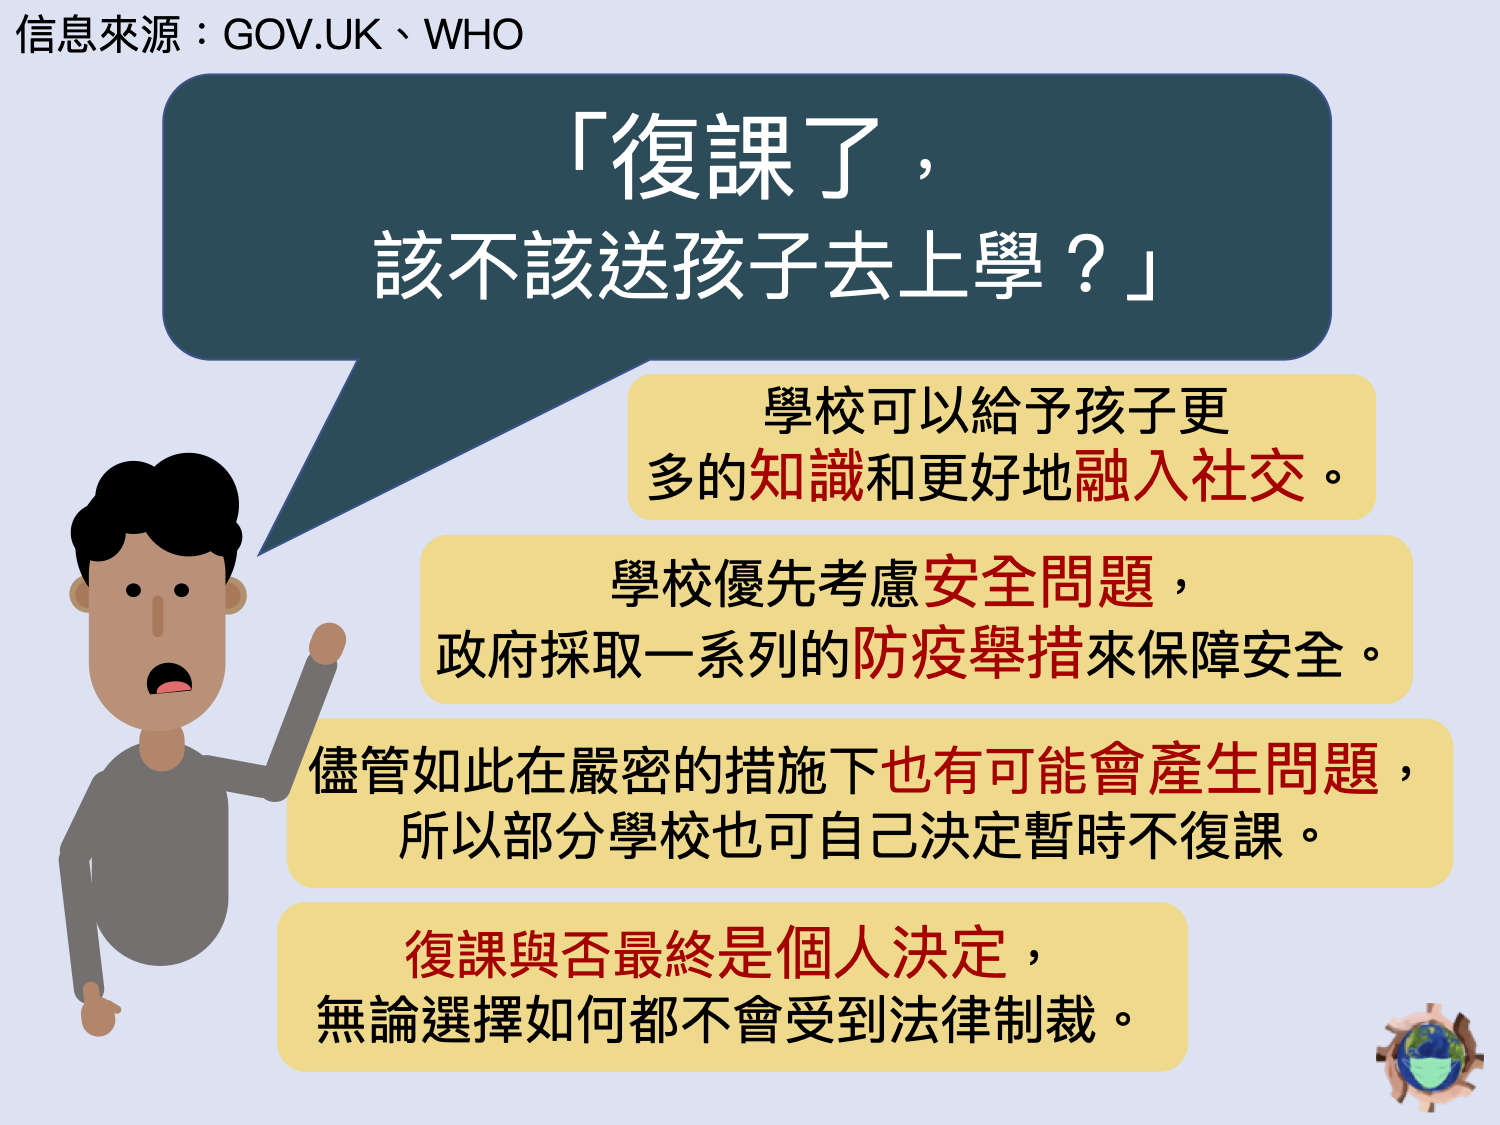 信息來源：GOV.UK、WHO
「復課了，
該不該送孩子去上學？」
學校可以給予孩子更
多的知識和更好地融入社交。
學校優先考慮安全問題，
政府採取一系列的防疫舉措來保障安全。
儘管如此在嚴密的措施下也有可能會產生問題，
所以部分學校也可自己決定暫時不復課。
復課與否最終是個人決定，
無論選擇如何都不會受到法律制裁。